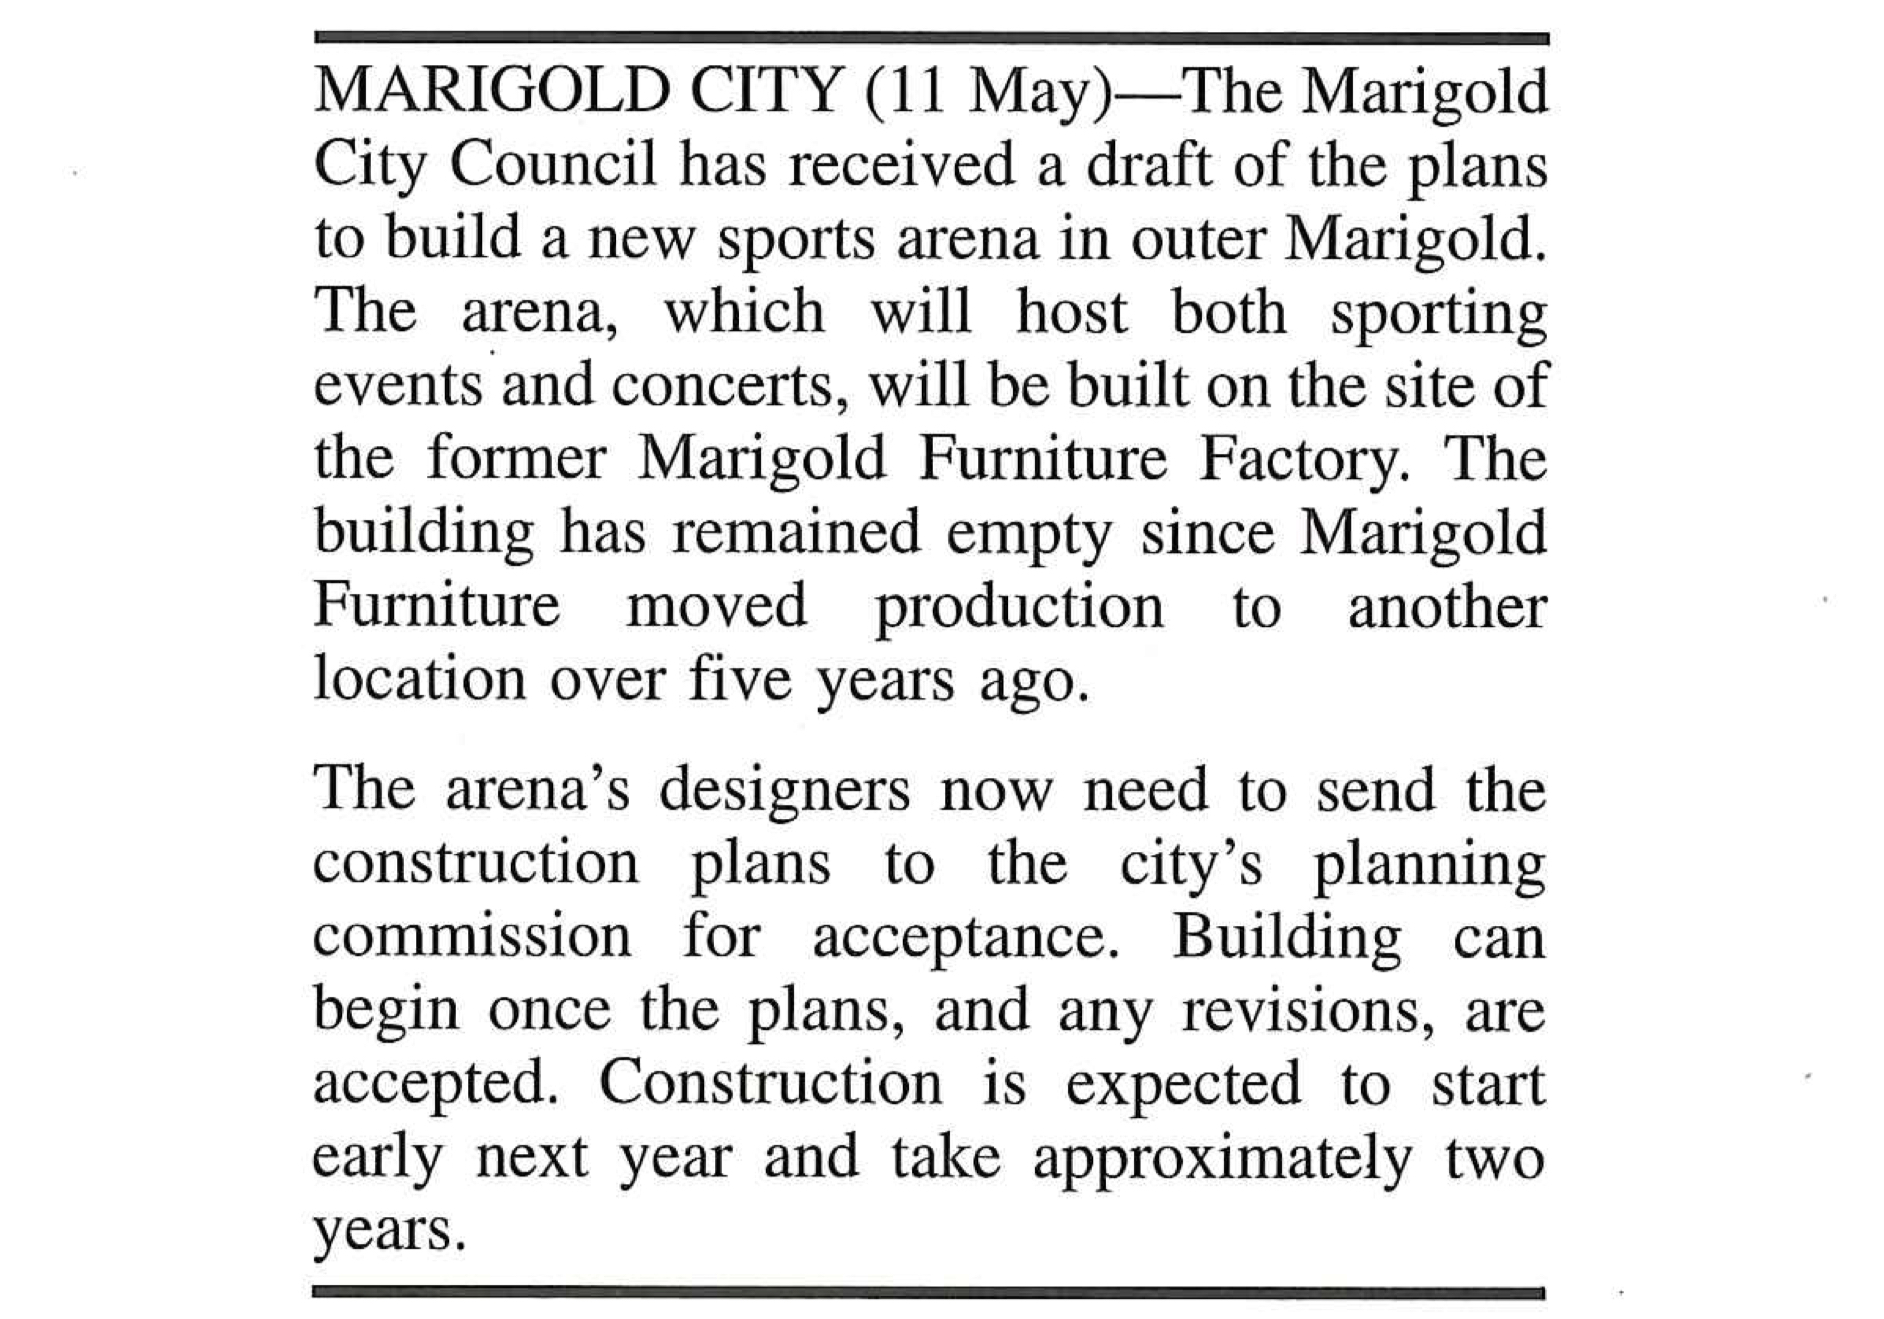 MARIGOLD CITY (11 May)—The Marigold
City Council has received a draft of the plans
to build a new sports arena in outer Marigold.
The arena, which will host both sporting
events and concerts, will be built on the site of
the former Marigold Furniture Factory. The
building has remained empty since Marigold
Furniture moved production to another
location over five years ago.
The arena's designers now need to send the
construction plans to the city's planning
commission for acceptance. Building can
begin once the plans, and any revisions, are
accepted. Construction is expected to start
early next year and take approximately two
years.